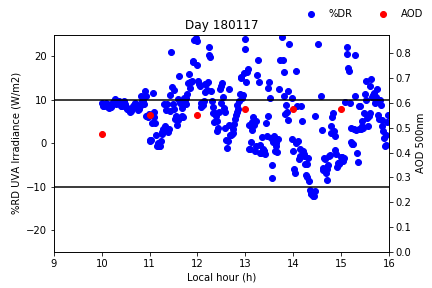 %DR AOD
Day 180117
%RD UVA Irradiance (W/m2)
20
10
0
−10
−20
0.8
0.7
0.6
0.5
0.4
0.3
0.2
0.1
0.0
AOD 500nm
9 10 11 12 13 14 15 16
Local hour (h)